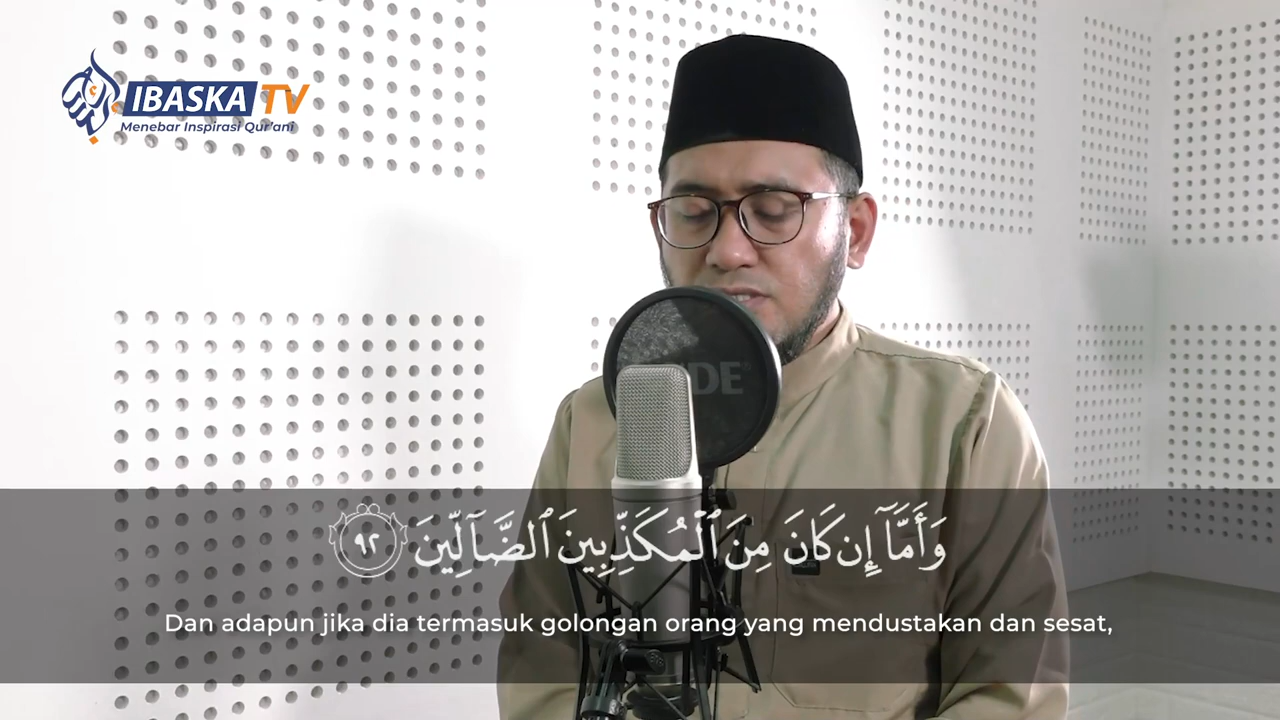 IBASKA TV
Menebar Inspirasi Qur'ani
وَأَمَّآ إِن كَانَ مِنَ ٱلْمُكَذِّبِينَ ٱلضَّآلِّينَ ٩٢
Dan adapun jika dia termasuk golongan orang yang mendustakan dan sesat,